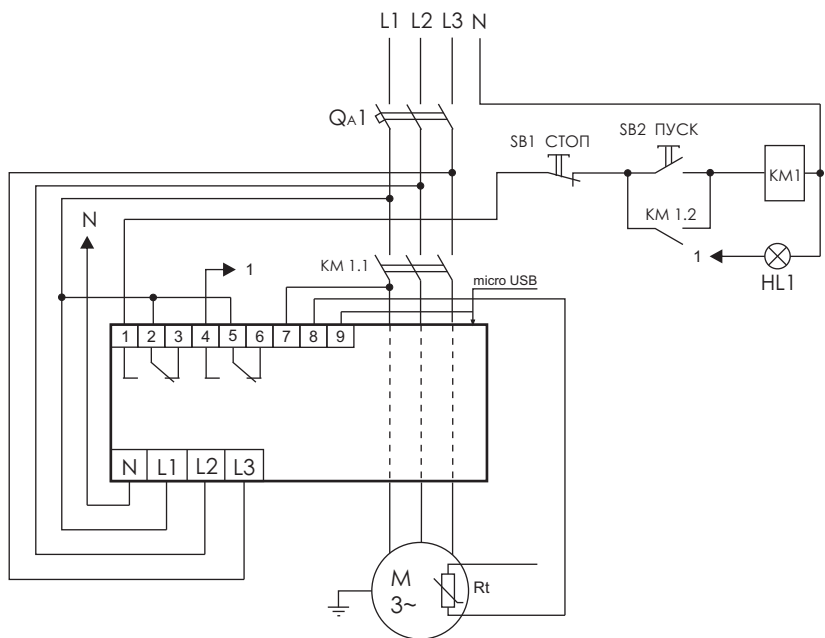 L1 L2 L3 N
QA1
SB1 СТОП
SB2 ПУСК
KM1
KM 1.2
N
1
KM 1.1
1
HL1
micro USB
1 2 3 4 5 6 7 8 9
N L1 L2 L3
M
3~
Rt